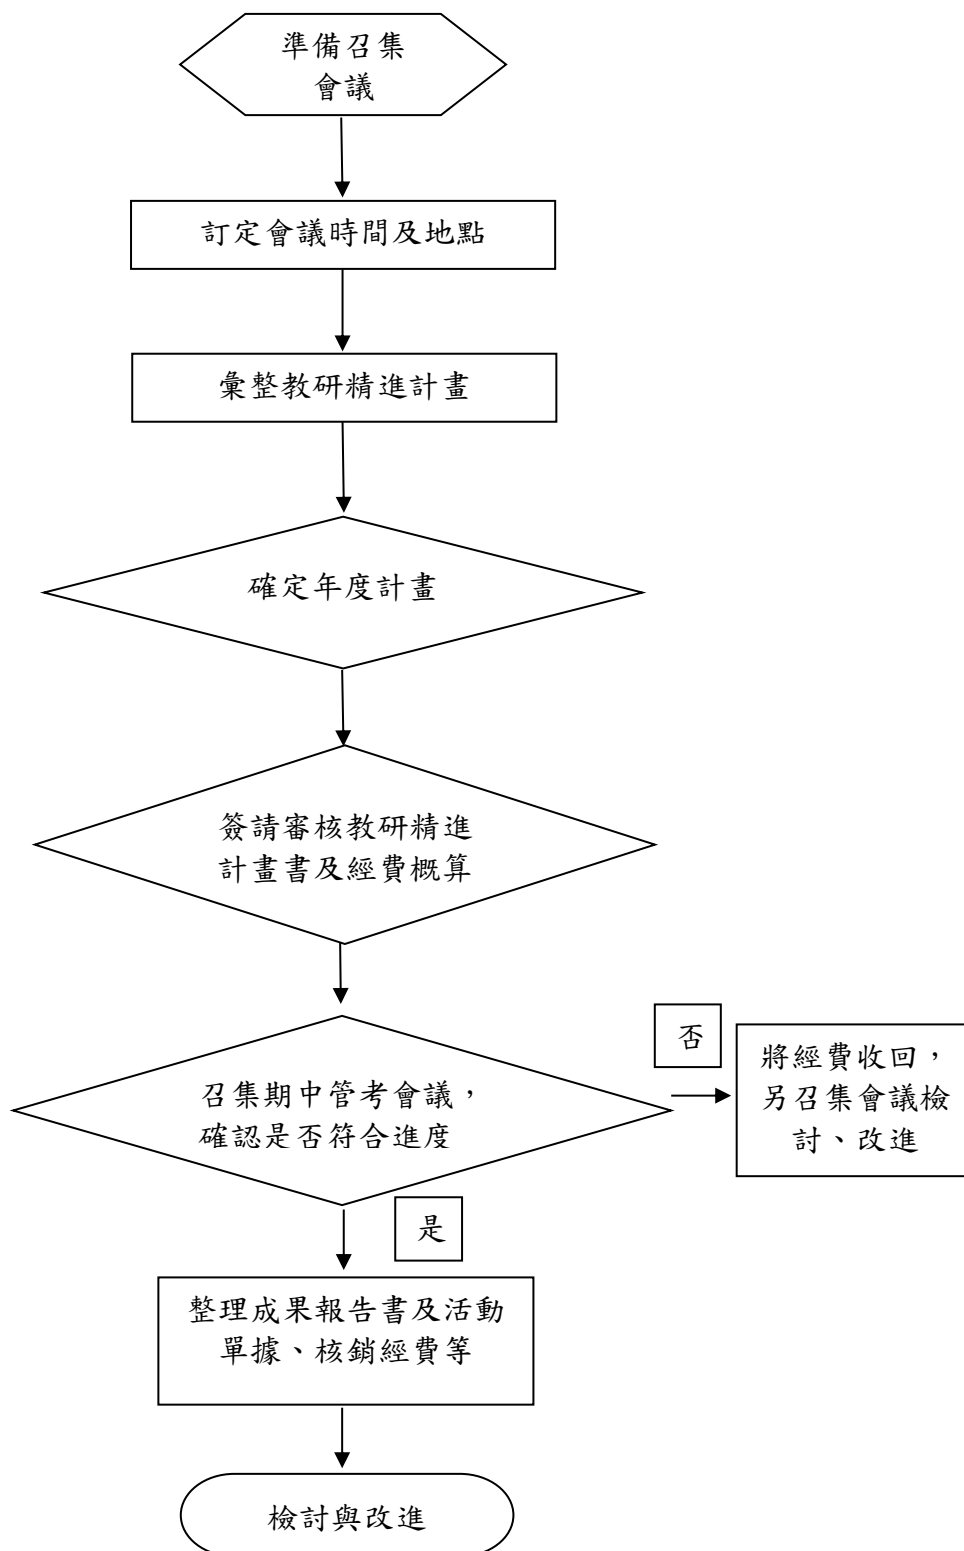 準備召集
會議
訂定會議時間及地點
彙整教研精進計畫
確定年度計畫
簽請審核教研精進
計畫書及經費概算
召集期中管考會議，
確認是否符合進度
否
將經費收回，
另召集會議檢
討、改進
是
整理成果報告書及活動
單據、核銷經費等
檢討與改進